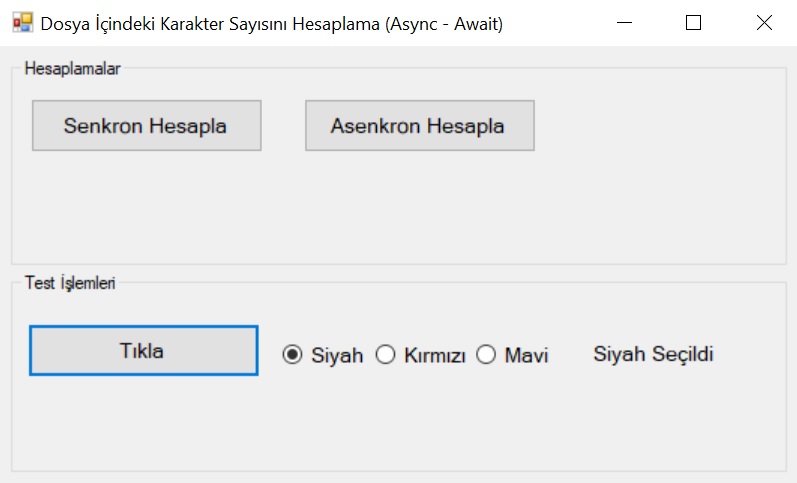 Dosya İçindeki Karakter Sayısını Hesaplama (Async - Await)
Hesaplamalar
Senkron Hesapla Asenkron Hesapla
Test İşlemleri
Tıkla Siyah Kırmızı Mavi Siyah Seçildi